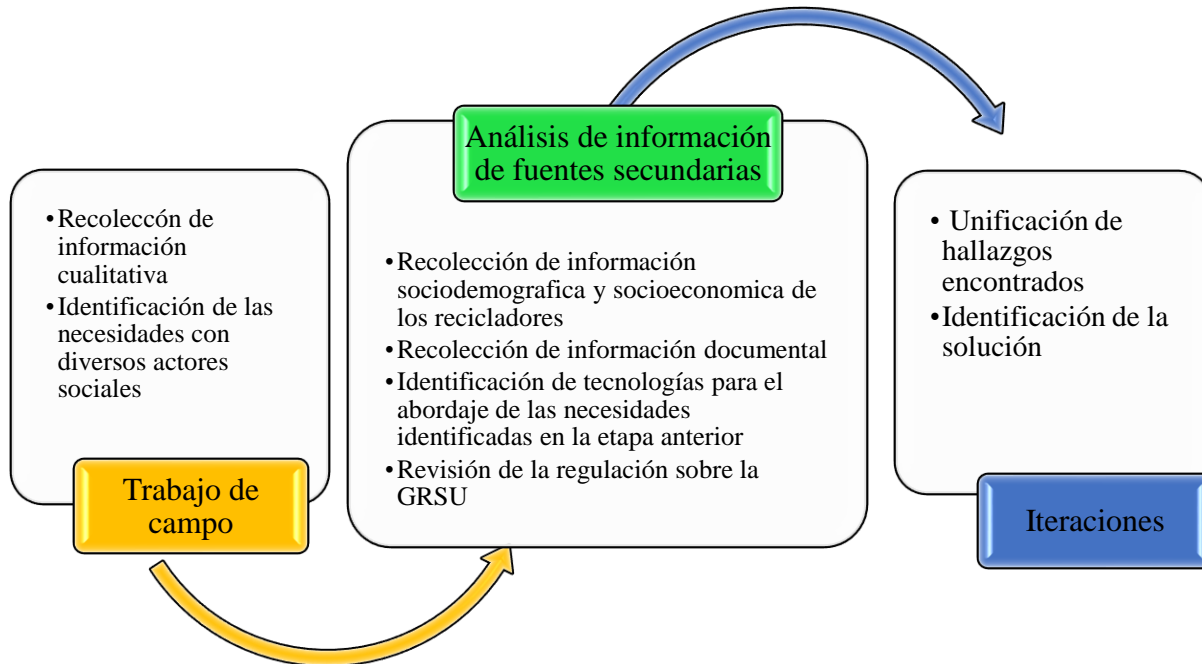 •Recoleccón de
información
cualitativa
•Identificación de las
necesidades con
diversos actores
sociales
Trabajo de
campo
Análisis de información
de fuentes secundarias
•Recolección de información
sociodemografica y socioeconomica de
los recicladores
•Recolección de información documental
•Identificación de tecnologías para el
abordaje de las necesidades
identificadas en la etapa anterior
•Revisión de la regulación sobre la
GRSU
• Unificación de
hallazgos
encontrados
•Identificación de la
solución
Iteraciones